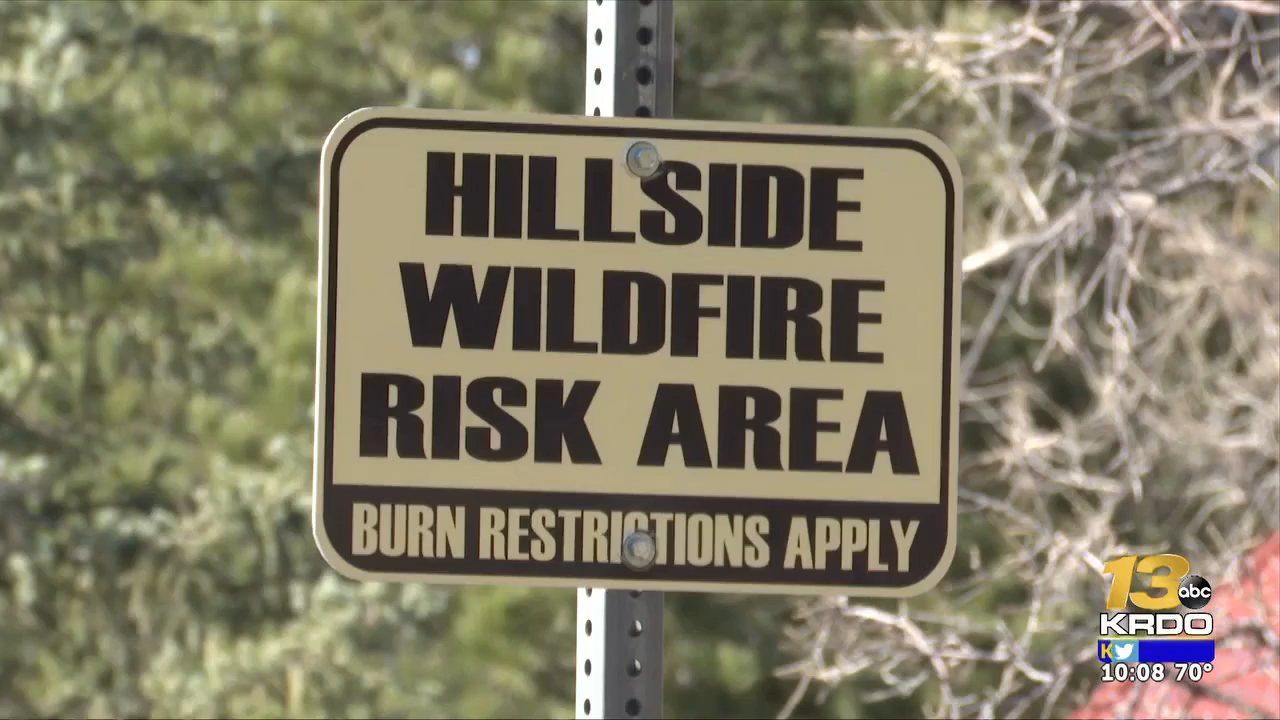 HILLSIDE
WILDFIRE
RISK AREA
BURN RESTRICTIONS APPLY
13 abc
KRDO
K
10:08 70°